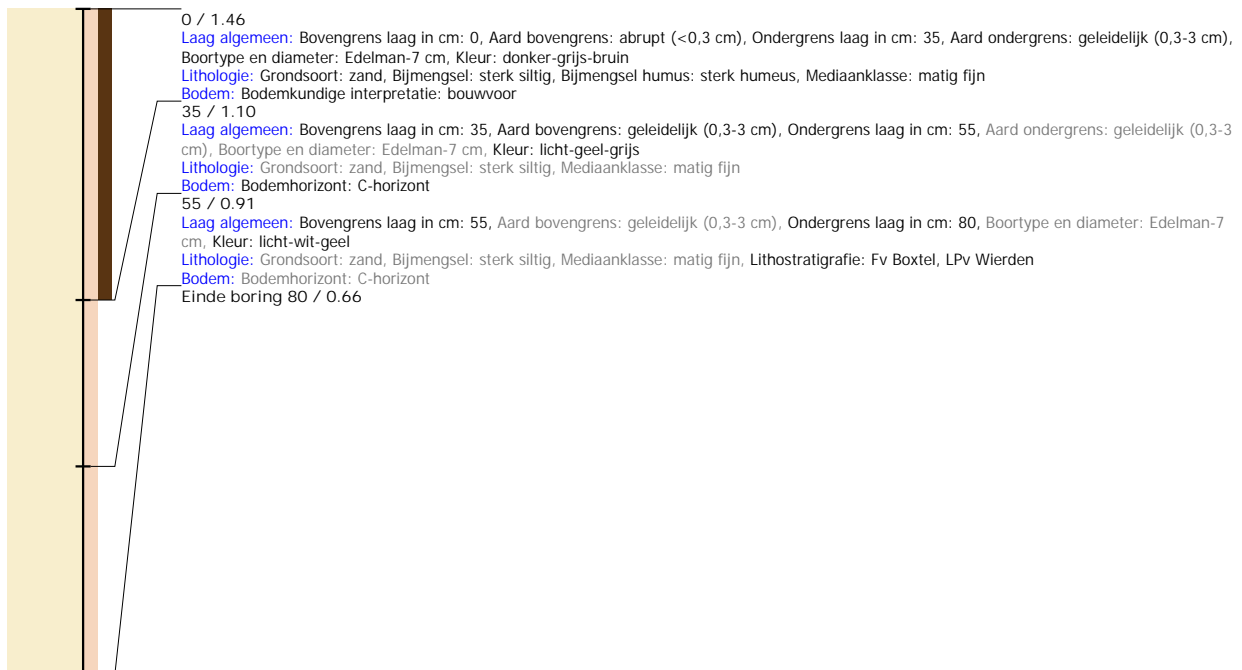 0 / 1.46
Laag algemeen: Bovengrens laag in cm: 0, Aard bovengrens: abrupt (<0,3 cm), Ondergrens laag in cm: 35, Aard ondergrens: geleidelijk (0,3-3 cm),
Boortype en diameter: Edelman-7 cm, Kleur: donker-grijs-bruin
Lithologie: Grondsoort: zand, Bijmengsel: sterk siltig, Bijmengsel humus: sterk humeus, Mediaanklasse: matig fijn
Bodem: Bodemkundige interpretatie: bouwvoor
35 / 1.10
Laag algemeen: Bovengrens laag in cm: 35, Aard bovengrens: geleidelijk (0,3-3 cm), Ondergrens laag in cm: 55, Aard ondergrens: geleidelijk (0,3-3
cm), Boortype en diameter: Edelman-7 cm, Kleur: licht-geel-grijs
Lithologie: Grondsoort: zand, Bijmengsel: sterk siltig, Mediaanklasse: matig fijn
Bodem: Bodemhorizont: C-horizont
55 / 0.91
Laag algemeen: Bovengrens laag in cm: 55, Aard bovengrens: geleidelijk (0,3-3 cm), Ondergrens laag in cm: 80, Boortype en diameter: Edelman-7
cm, Kleur: licht-wit-geel
Lithologie: Grondsoort: zand, Bijmengsel: sterk siltig, Mediaanklasse: matig fijn, Lithostratigrafie: Fv Boxtel, LPv Wierden
Bodem: Bodemhorizont: C-horizont
Einde boring 80 / 0.66